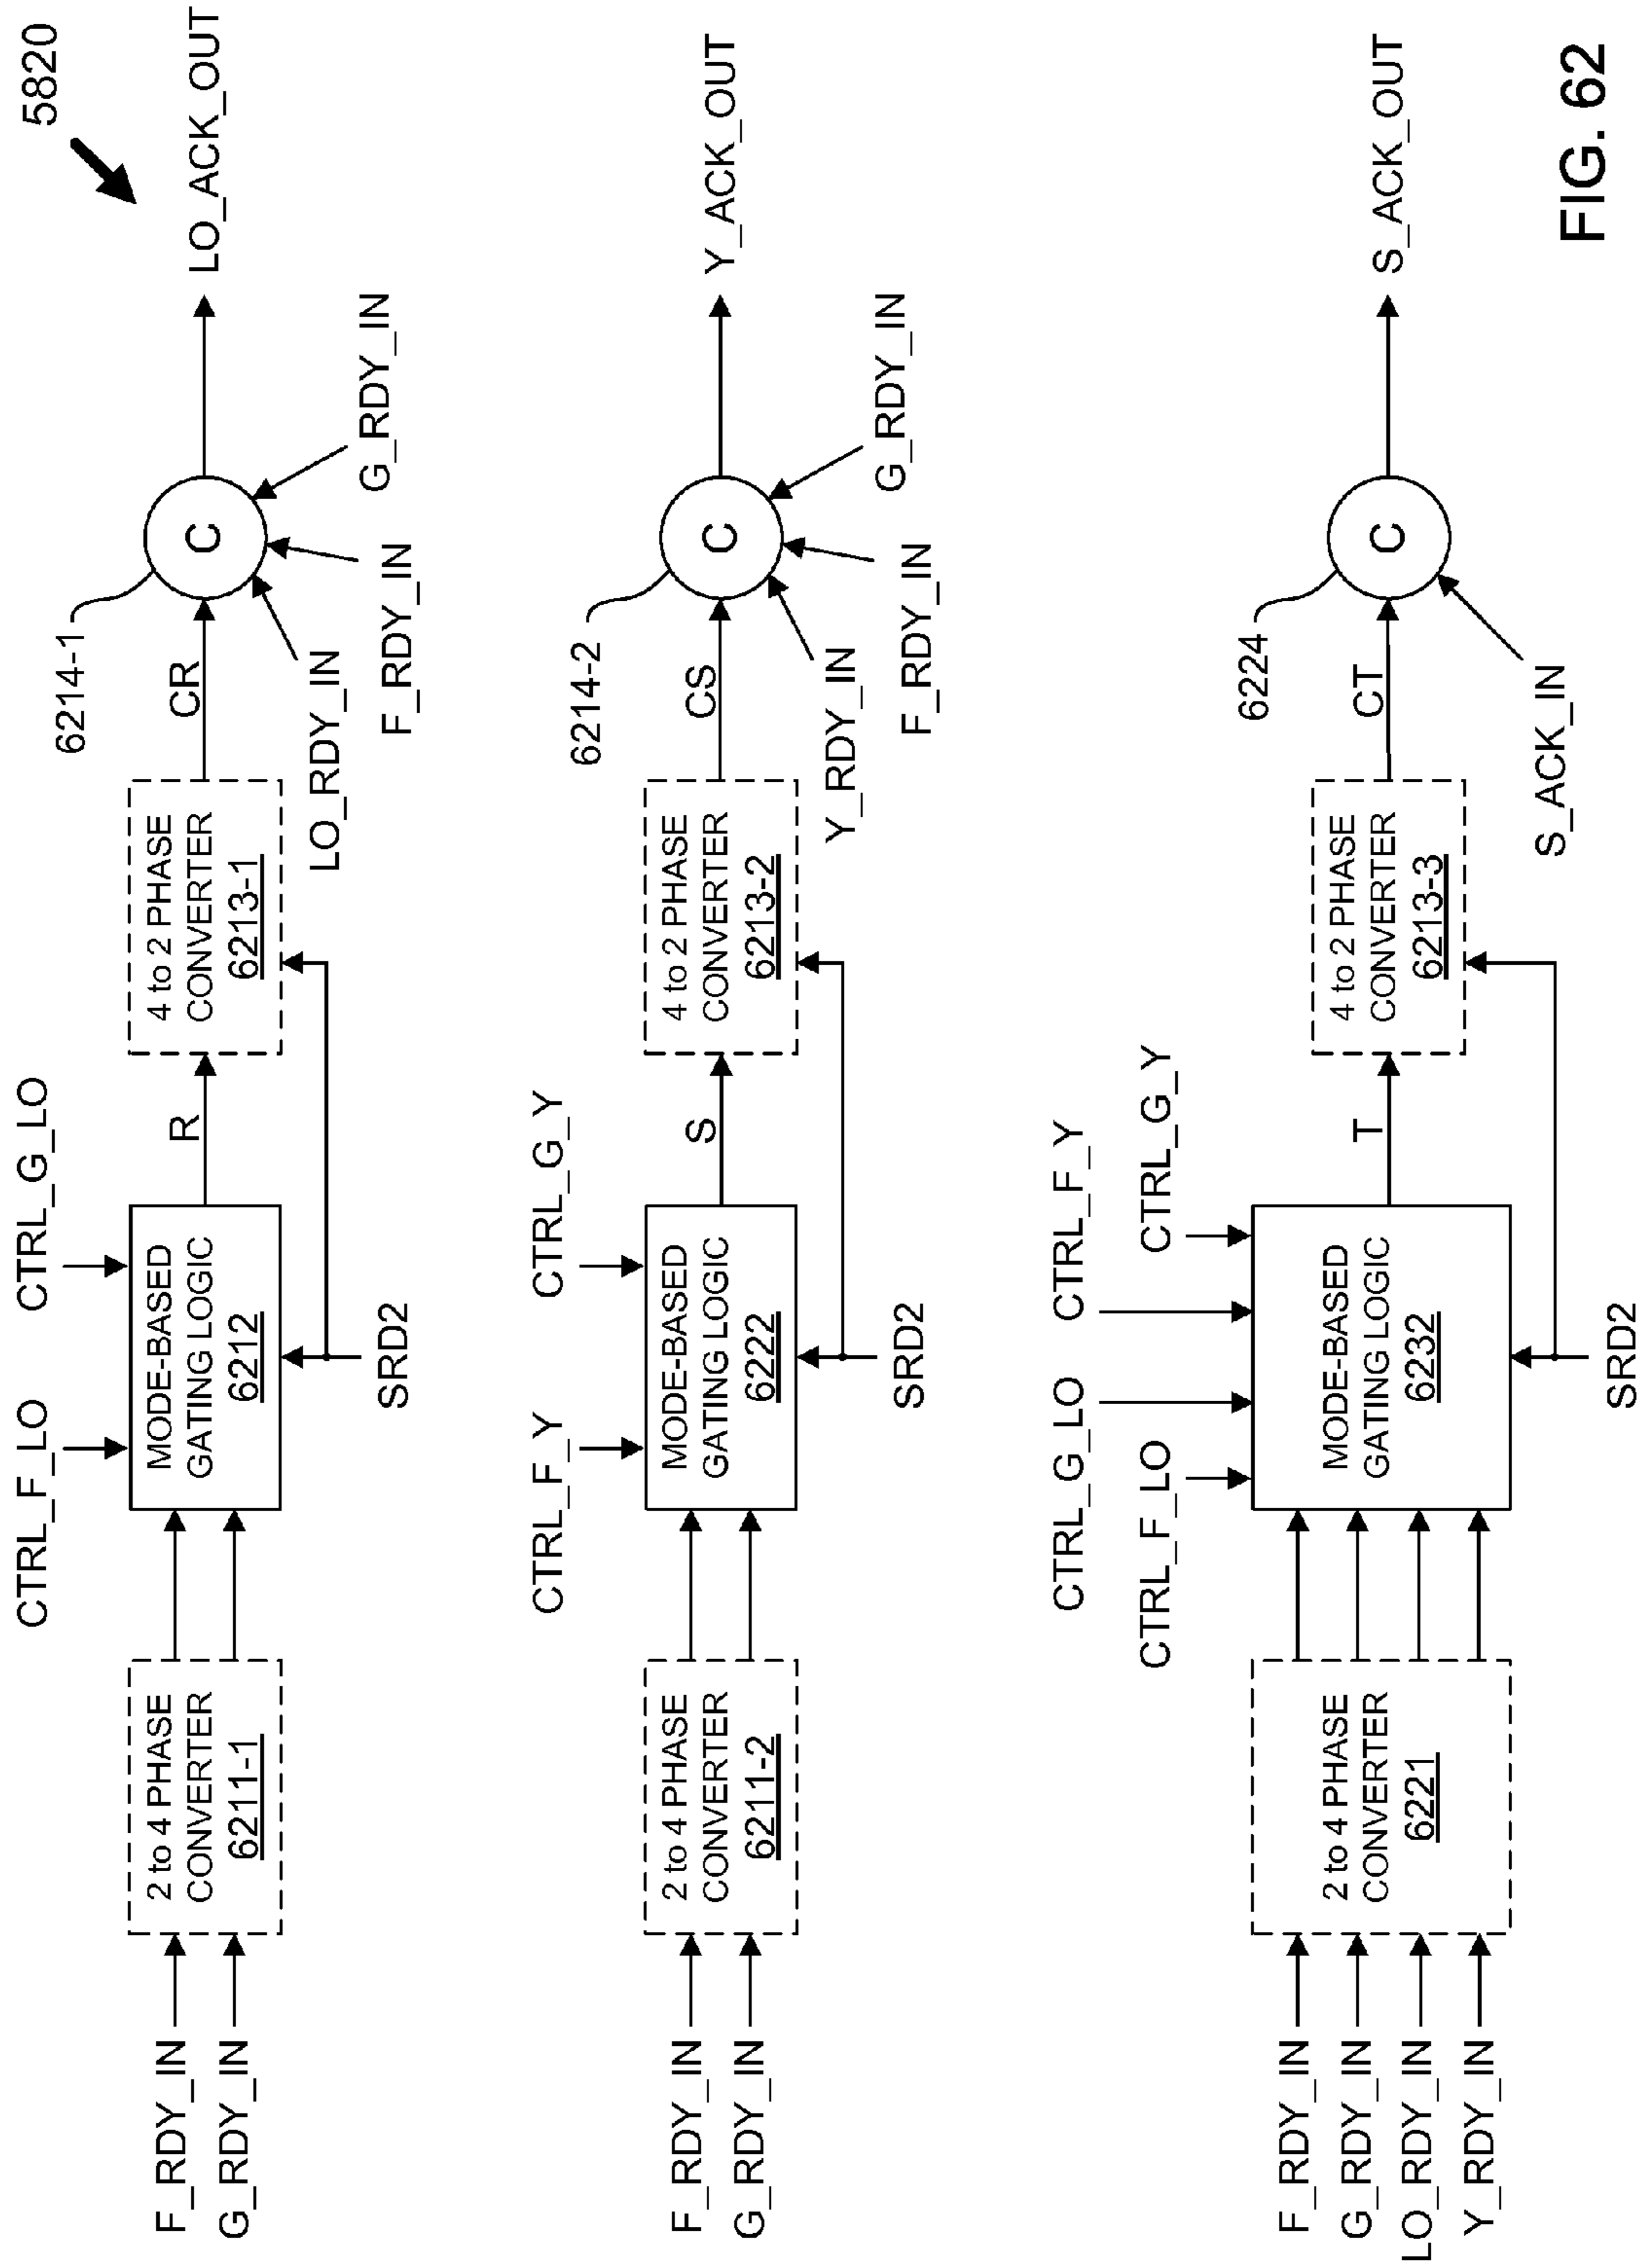 5820
CTRL_F_LO
CTRL_G_LO
F_RDY_IN
G_RDY_IN
2 to 4 PHASE
CONVERTER
6211-1
MODE-BASED
GATING LOGIC
6212
R
4 to 2 PHASE
CONVERTER
6213-1
CR
6214-1
C
LO_ACK_OUT
SRD2
LO_RDY_IN
F_RDY_IN
G_RDY_IN
CTRL_F_Y
CTRL_G_Y
F_RDY_IN
G_RDY_IN
2 to 4 PHASE
CONVERTER
6211-2
MODE-BASED
GATING LOGIC
6222
S
4 to 2 PHASE
CONVERTER
6213-2
CS
6214-2
C
Y_ACK_OUT
SRD2
Y_RDY_IN
F_RDY_IN
G_RDY_IN
CTRL_G_LO
CTRL_F_Y
CTRL_F_LO
CTRL_G_Y
F_RDY_IN
G_RDY_IN
LO_RDY_IN
Y_RDY_IN
2 to 4 PHASE
CONVERTER
6221
MODE-BASED
GATING LOGIC
6232
T
4 to 2 PHASE
CONVERTER
6213-3
CT
6224
C
S_ACK_OUT
SRD2
S_ACK_IN
FIG. 62